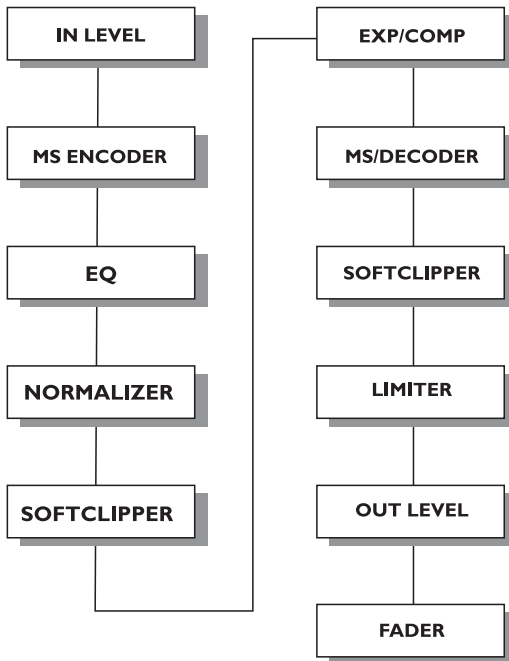 IN LEVEL
MS ENCODER
EQ
NORMALIZER
SOFTCLIPPER
EXP/COMP
MS/DECODER
SOFTCLIPPER
LIMITER
OUT LEVEL
FADER